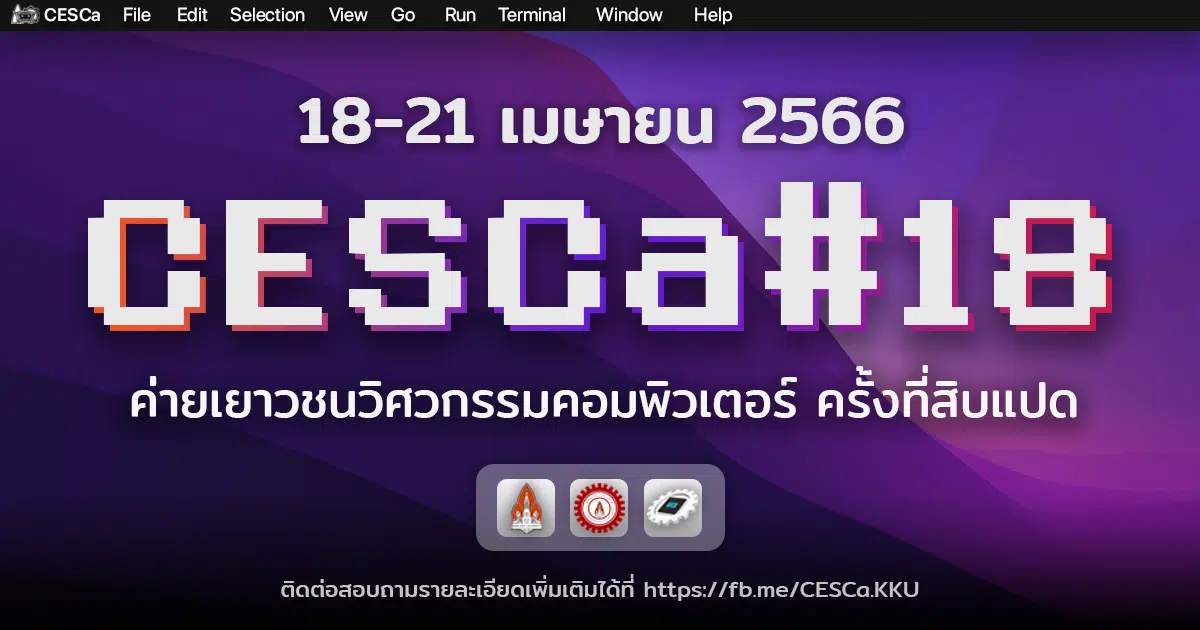 CESCa File Edit Selection View Go Run Terminal Window Help
18-21 เมษายน 2566
CESCa#18
ค่ายเยาวชนวิศวกรรมคอมพิวเตอร์ ครั้งที่สิบแปด
ติดต่อสอบถามรายละเอียดเพิ่มเติมได้ที่ https://fb.me/CESCa.KKU